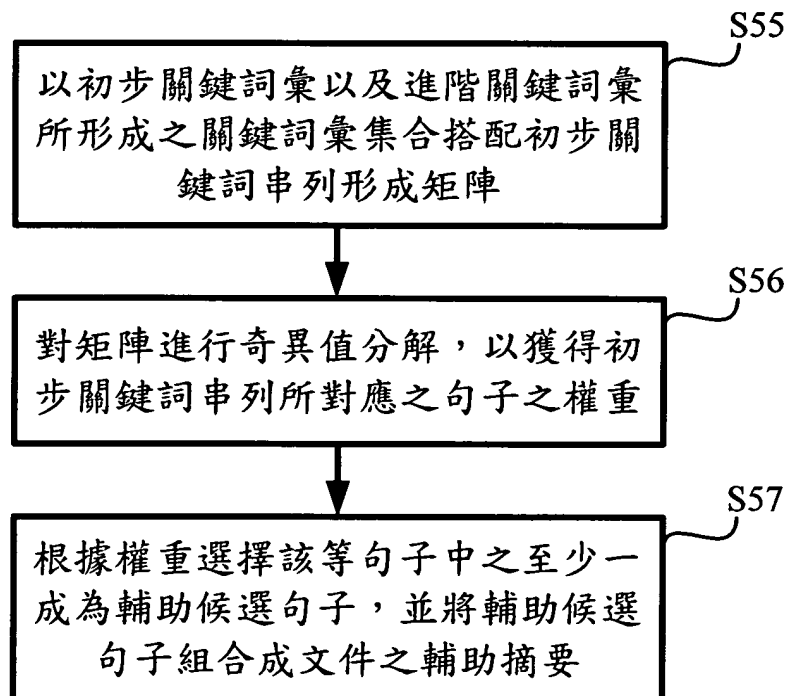 S55
以初步關鍵詞彙以及進階關鍵詞彙
所形成之關鍵詞彙集合搭配初步關
鍵詞串列形成矩陣
S56
對矩陣進行奇異值分解，以獲得初
步關鍵詞串列所對應之句子之權重
S57
根據權重選擇該等句子中之至少一
成為輔助候選句子，並將輔助候選
句子組合成文件之輔助摘要